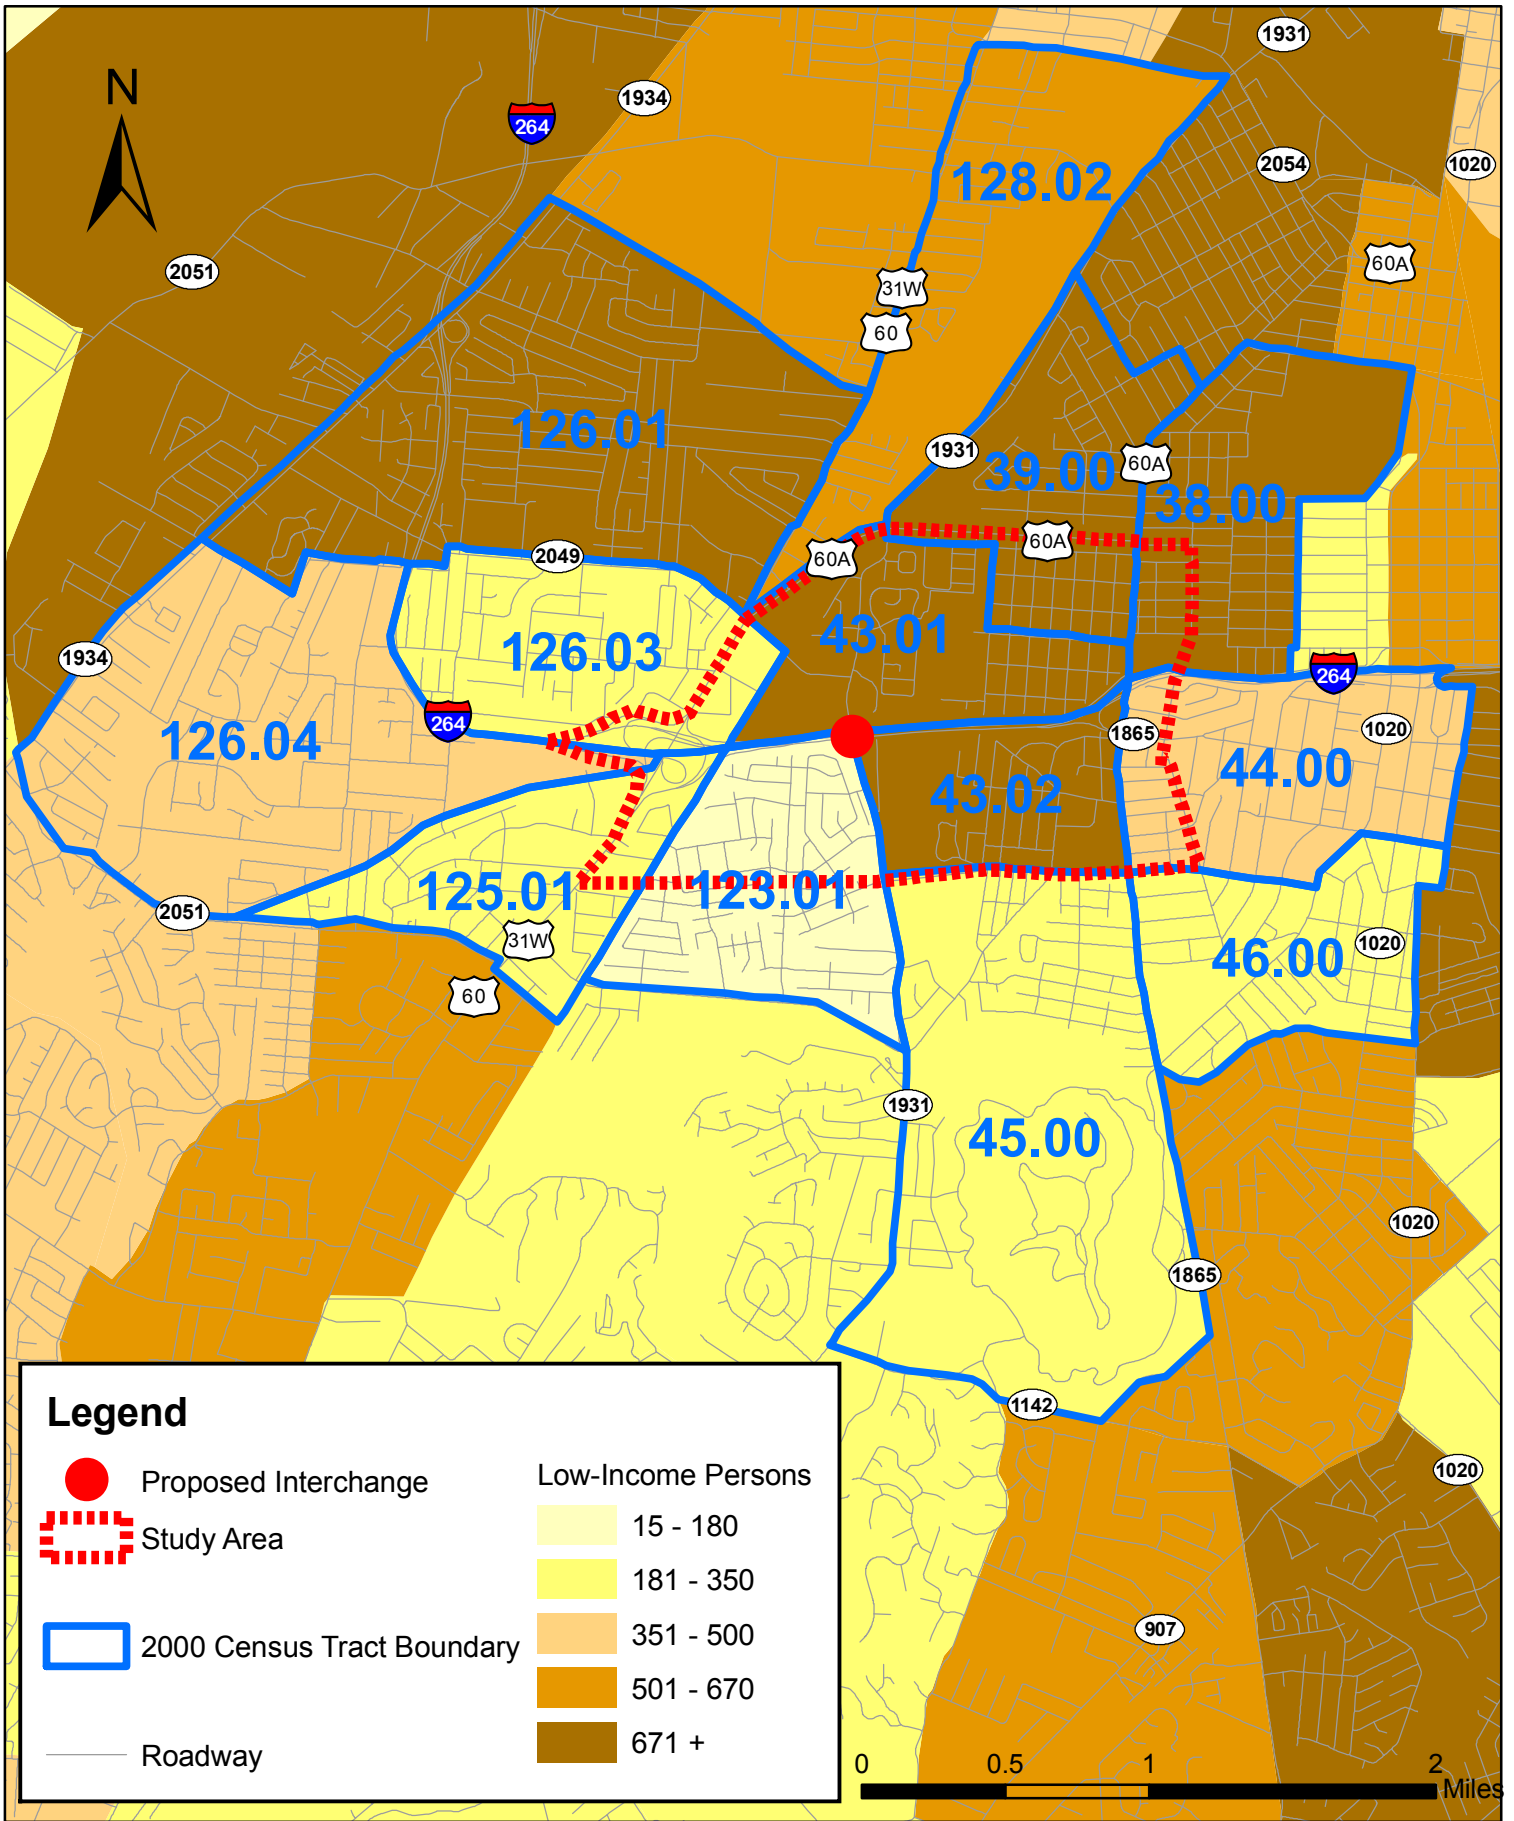 1931
N
1934
264
2054
1020
128.02
60A
2051
31W
60
126.01
1931
39.00
60A
38.00
60A
60A
2049
43.01
126.03
1934
264
264
126.04
1865
1020
44.00
43.02
125.01
123.01
2051
31W
1020
46.00
60
1931
45.00
1020
1865
1142
Legend
Proposed Interchange
Study Area
2000 Census Tract Boundary
Roadway
Low-Income Persons
15 - 180
181 - 350
351 - 500
501 - 670
671 +
1020
907
0 0.5 1 2
Miles